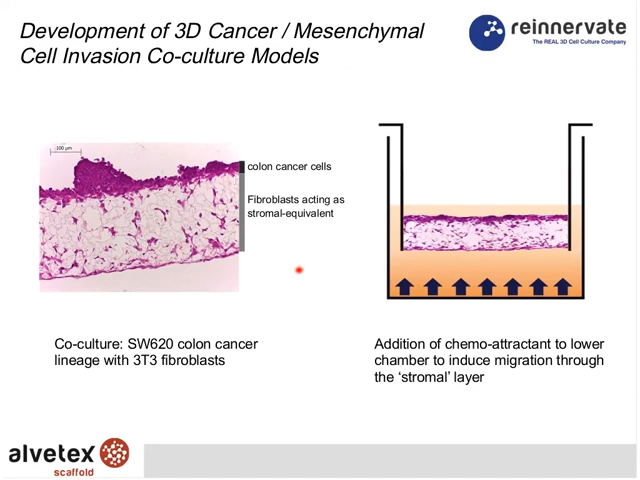 Development of 3D Cancer / Mesenchymal
Cell Invasion Co-culture Models
reinnervate
The REAL 3D Cell Culture Company
100 µm
colon cancer cells
Fibroblasts acting as
stromal-equivalent
Co-culture: SW620 colon cancer
lineage with 3T3 fibroblasts
Addition of chemo-attractant to lower
chamber to induce migration through
the ‘stromal’ layer
alvetex
scaffold